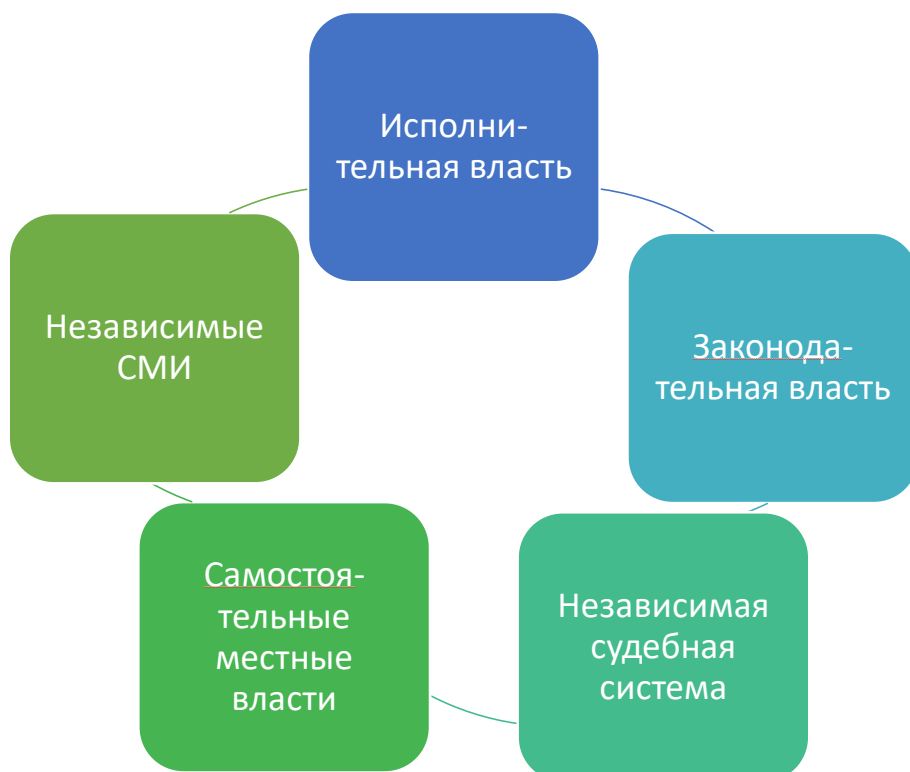 Исполни-
тельная власть
Законода-
тельная власть
Независимая
судебная
система
Самостоя-
тельные
местные
власти
Независимые
СМИ